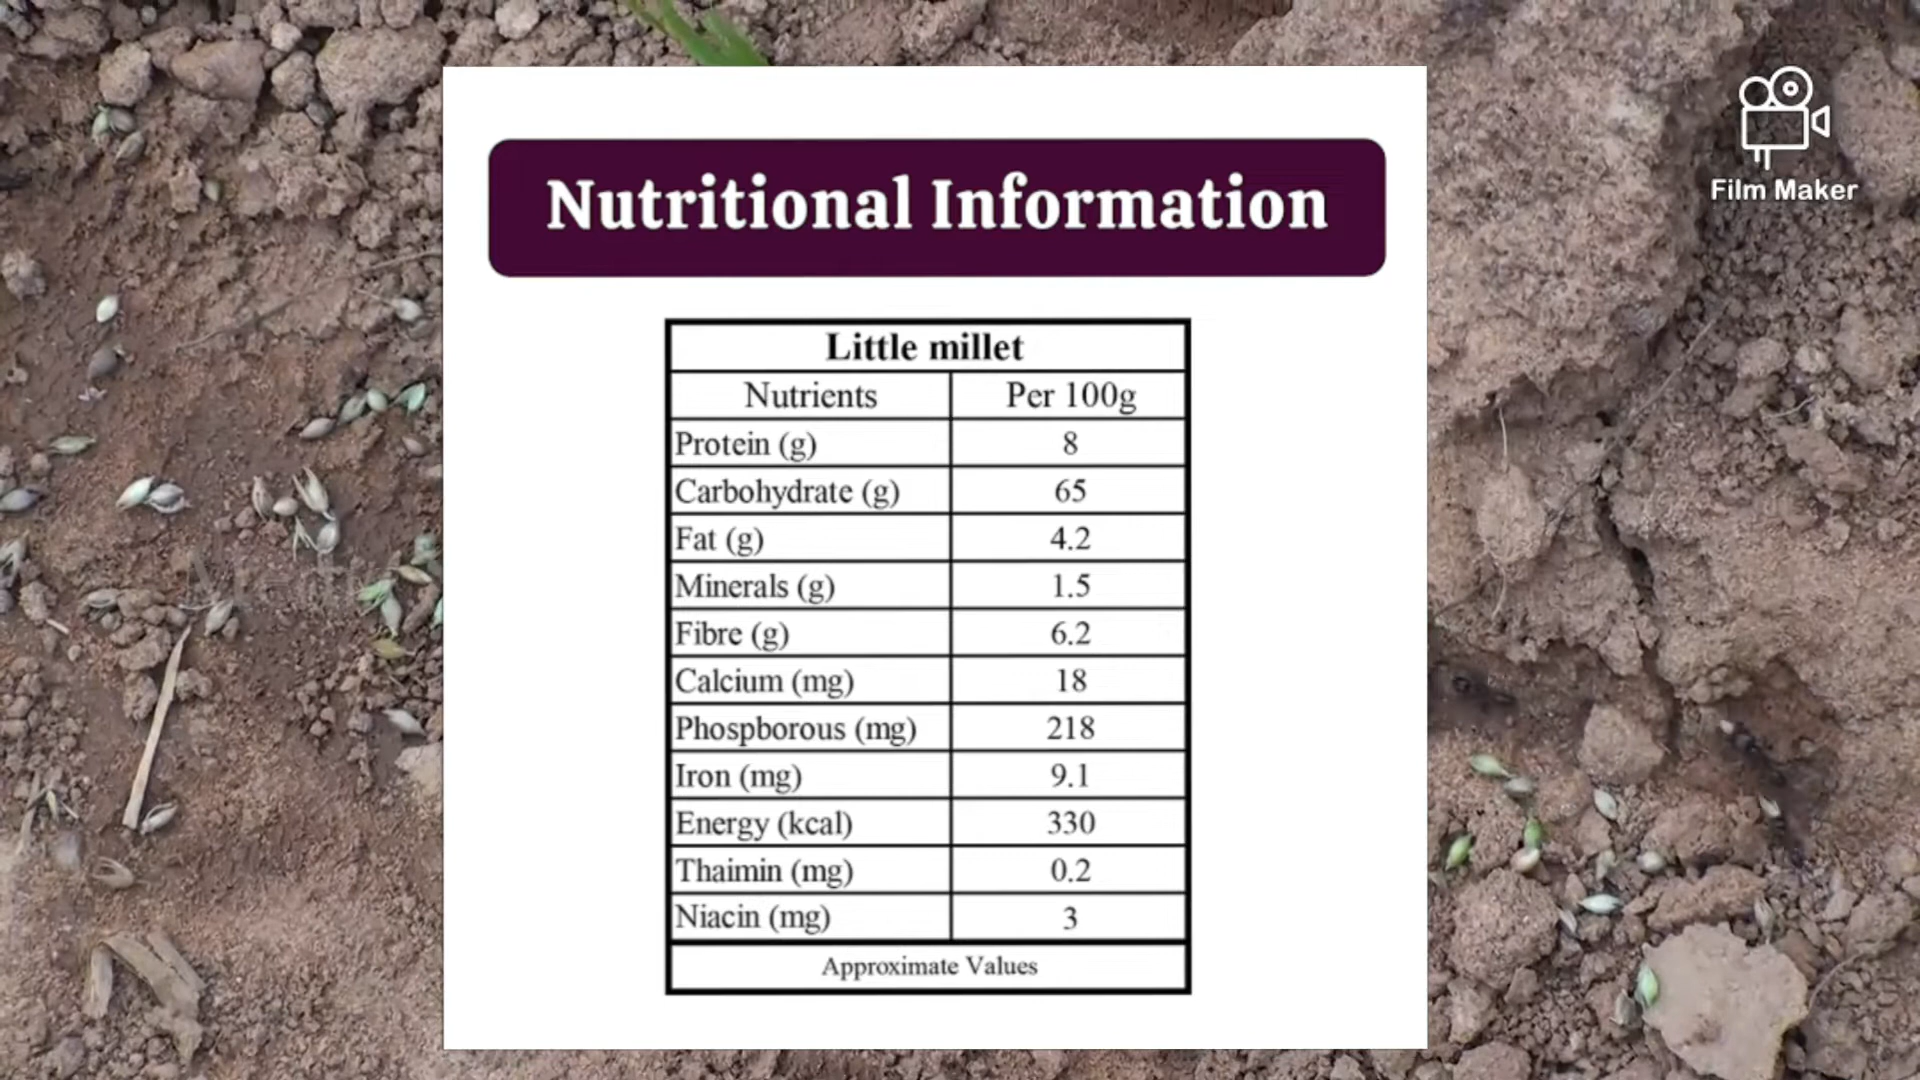 Nutritional Information
Film Maker
Little millet
Nutrients Per 100g
Protein (g) 8
Carbohydrate (g) 65
Fat (g) 4.2
Minerals (g) 1.5
Fibre (g) 6.2
Calcium (mg) 18
Phospborous (mg) 218
Iron (mg) 9.1
Energy (kcal) 330
Thaimin (mg) 0.2
Niacin (mg) 3
Approximate Values